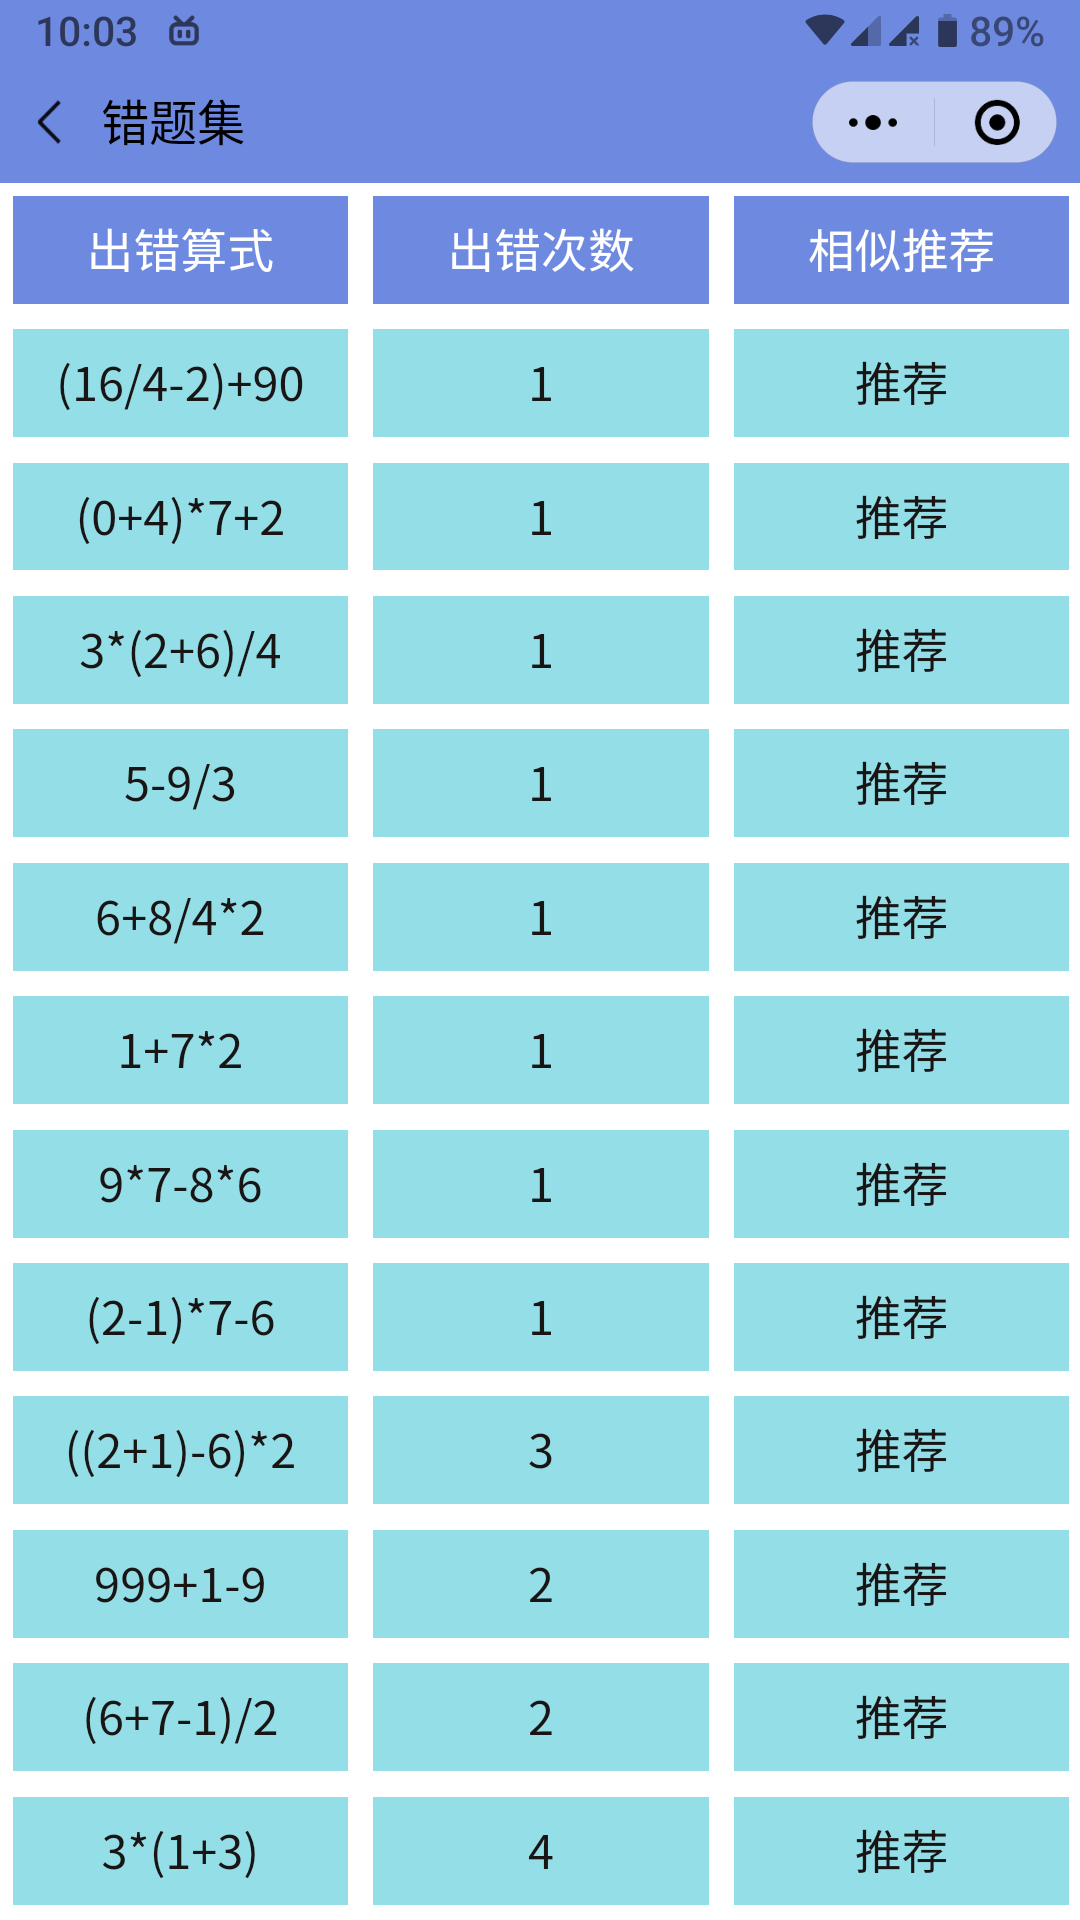 10:03 89%
错题集
出错算式 出错次数 相似推荐
(16/4-2)+90 1 推荐
(0+4)*7+2 1 推荐
3*(2+6)/4 1 推荐
5-9/3 1 推荐
6+8/4*2 1 推荐
1+7*2 1 推荐
9*7-8*6 1 推荐
(2-1)*7-6 1 推荐
((2+1)-6)*2 3 推荐
999+1-9 2 推荐
(6+7-1)/2 2 推荐
3*(1+3) 4 推荐